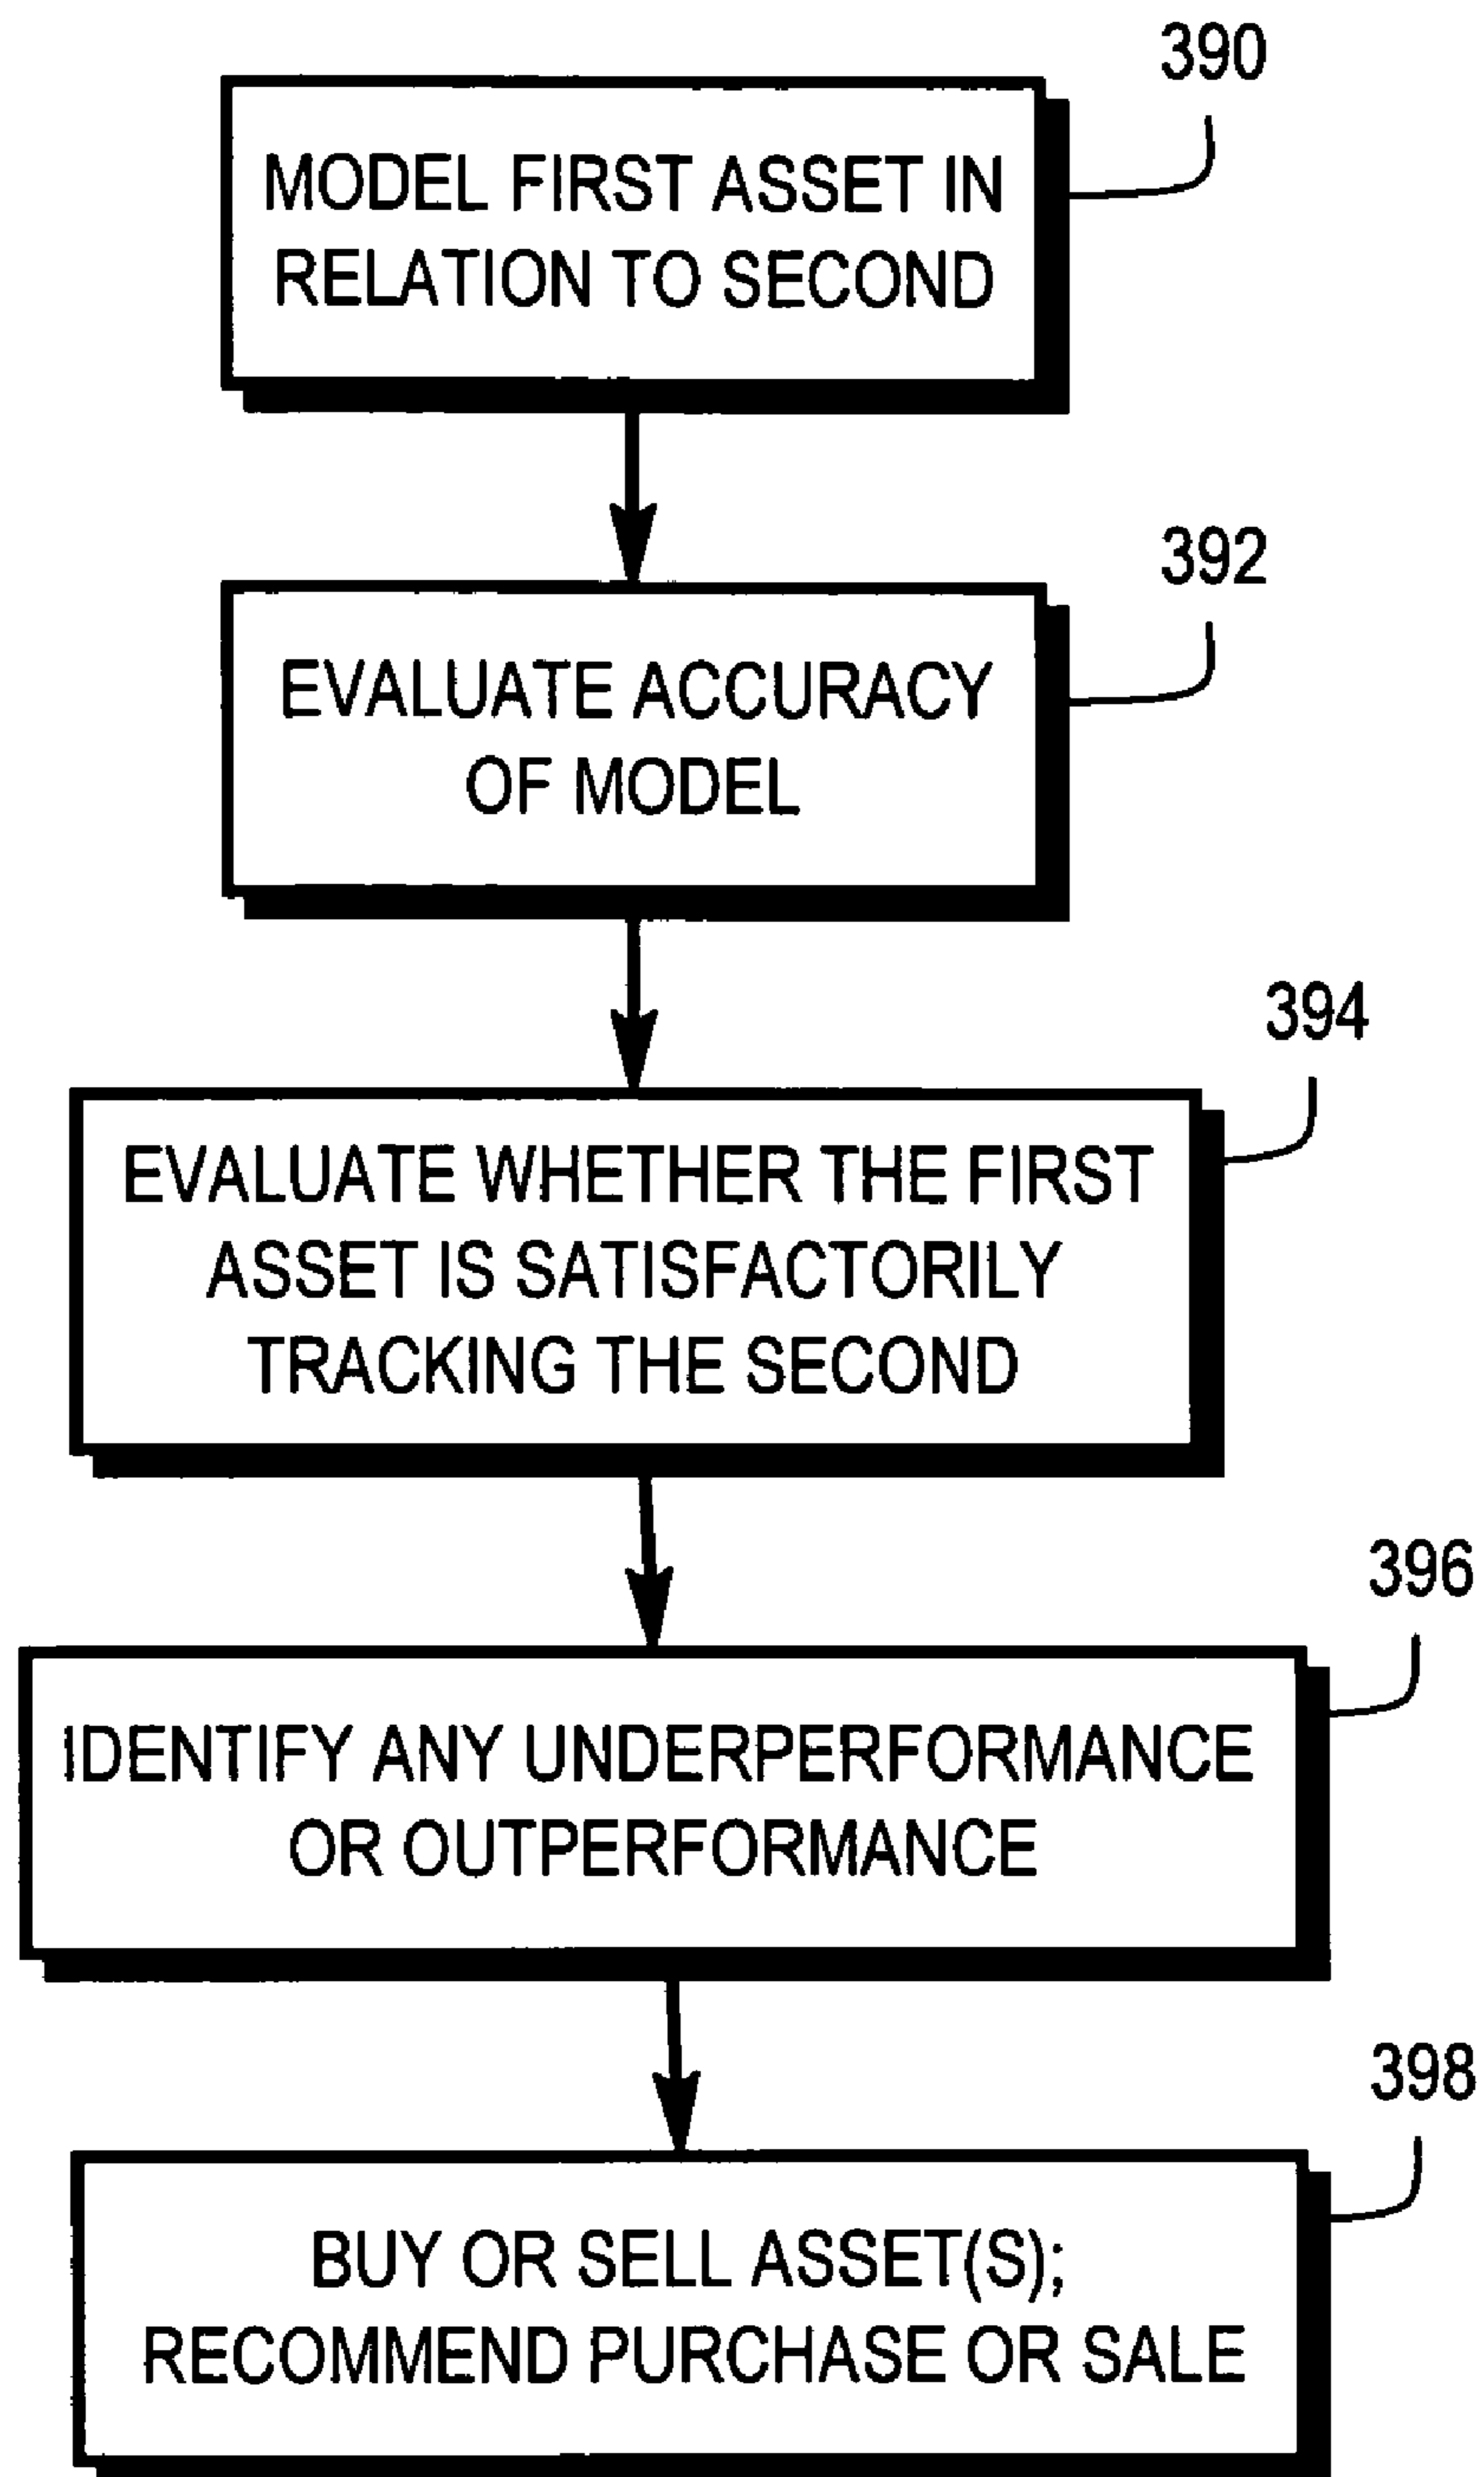 390
MODEL FIRST ASSET IN
RELATION TO SECOND
392
EVALUATE ACCURACY
OF MODEL
394
EVALUATE WHETHER THE FIRST
ASSET IS SATISFACTORILY
TRACKING THE SECOND
396
IDENTIFY ANY UNDERPERFORMANCE
OR OUTPERFORMANCE
398
BUY OR SELL ASSET(S);
RECOMMEND PURCHASE OR SALE